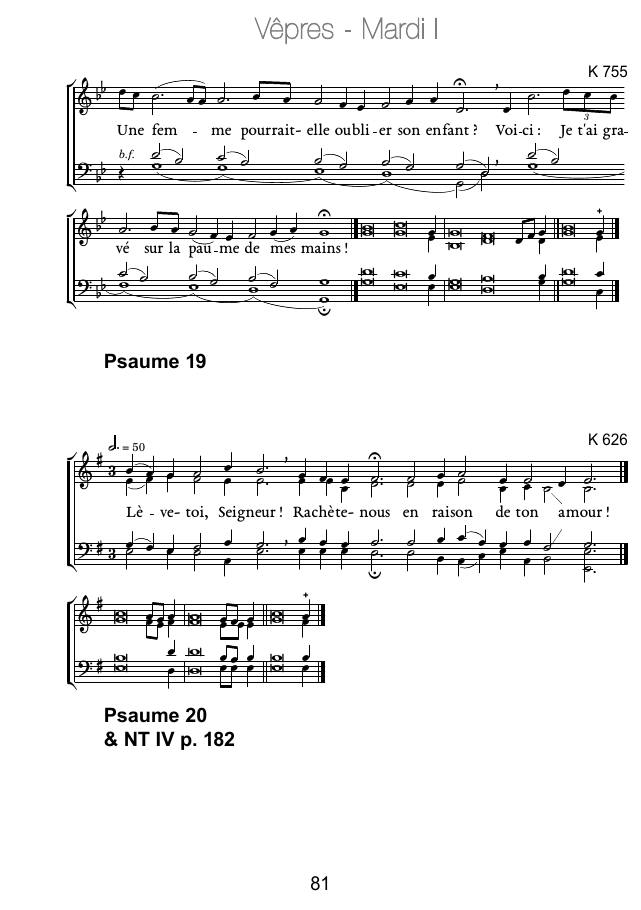 Vêpres - Mardi I
K 755
Une fem - me pourrait-elle oubli-er son enfant ? Voi-ci : Je t'ai gra-
3
b.f.
vé sur la pau-me de mes mains !
Psaume 19
K 626
= 50
3
Lè - ve-toi, Seigneur ! Rachète-nous en raison de ton amour !
3
Psaume 20
& NT IV p. 182
81